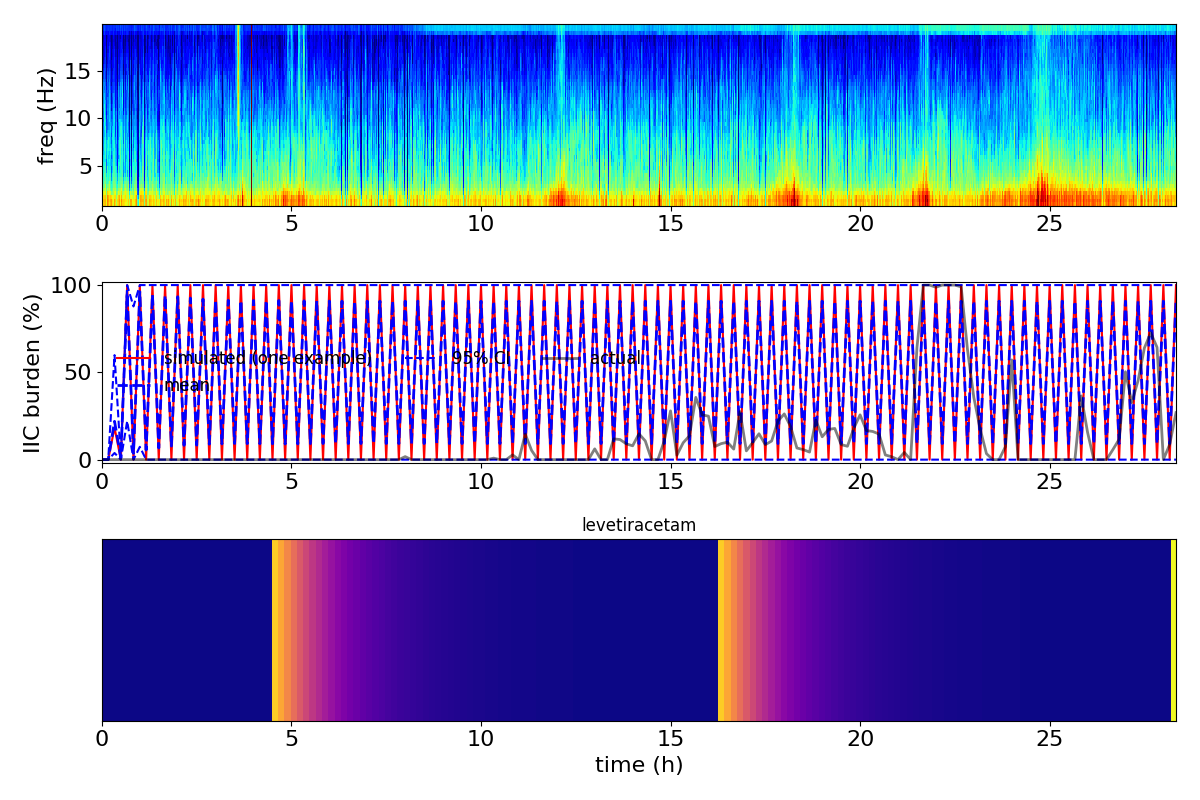 freq (Hz)
15
10
5
0 5 10 15 20 25
IIC burden (%)
100
50
0
simulated (one example) 95% CI actual
mean
0 5 10 15 20 25
levetiracetam
0 5 10 15 20 25
time (h)